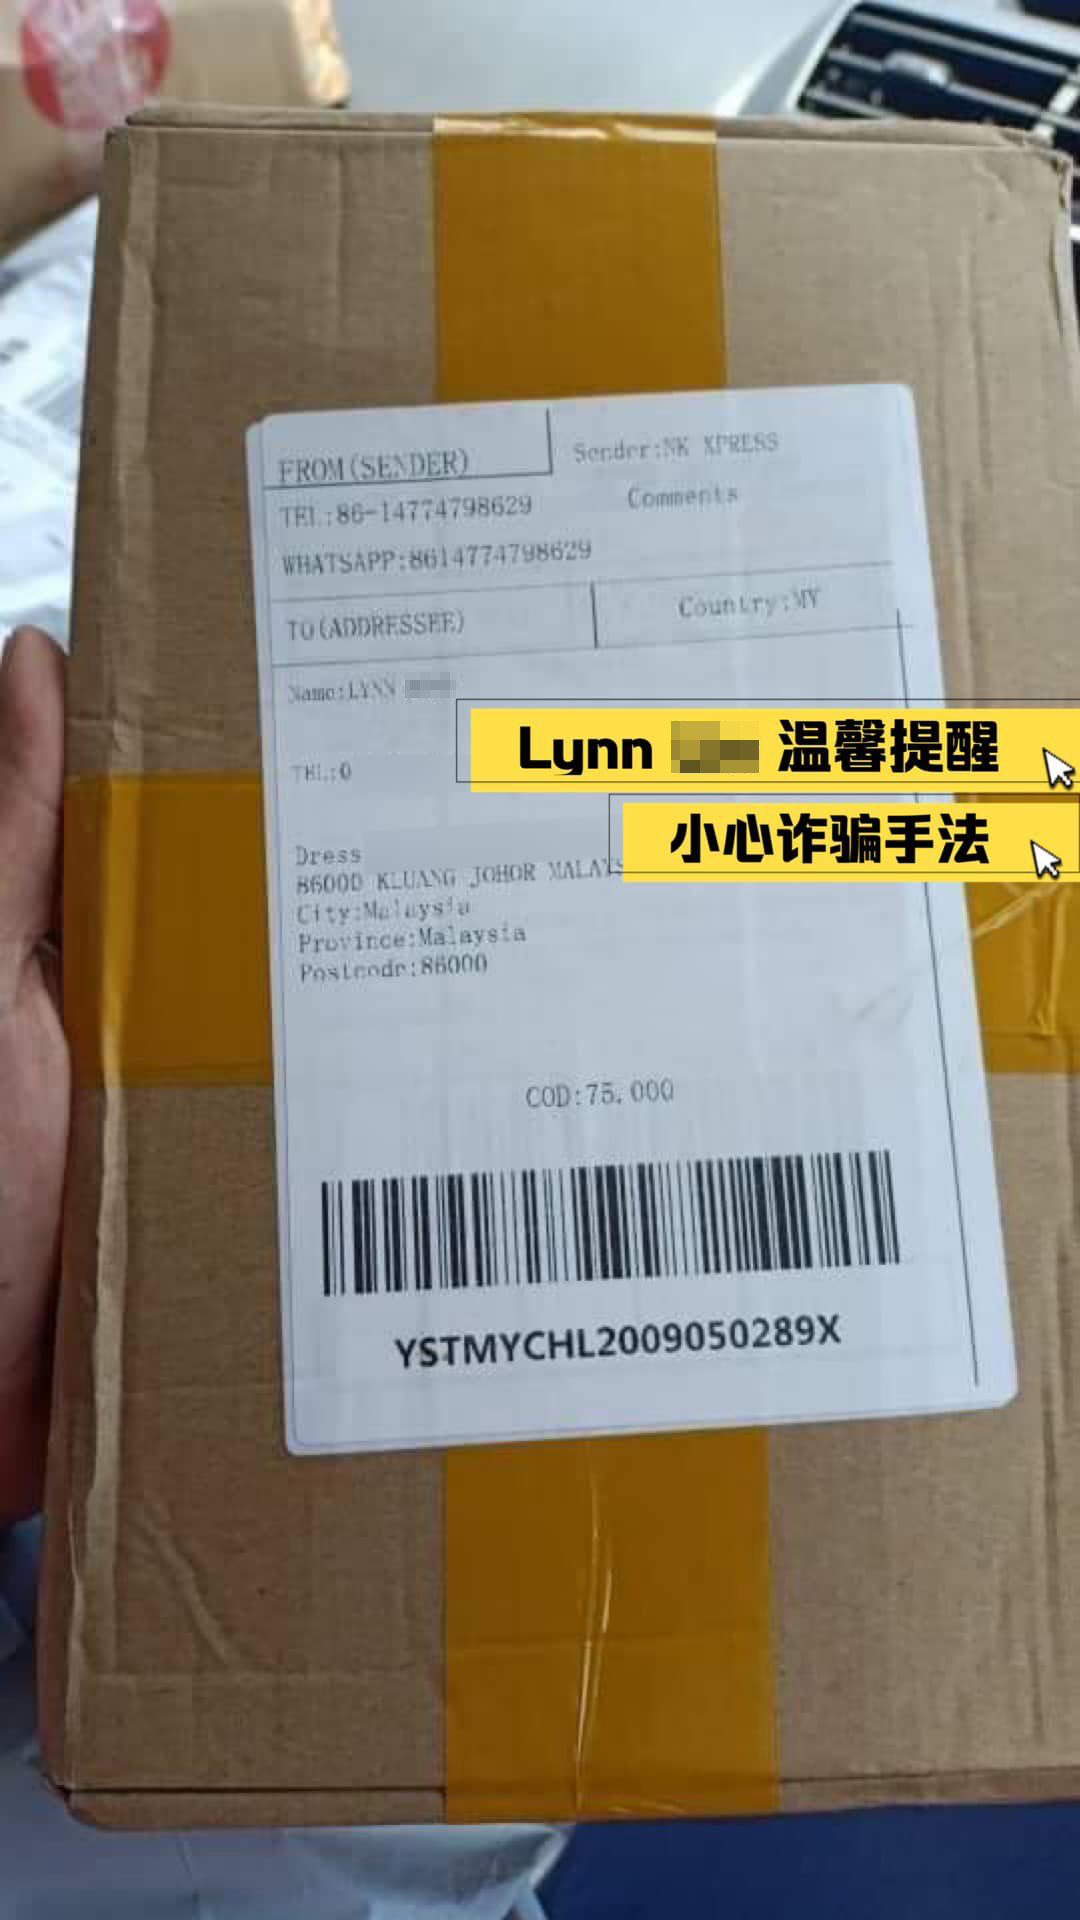 FROM(SENDER)
Sender:NK XPRESS
TEL:86-14774798629
Comments
WHATSAPP:8614774798629
TO(ADDRESSEE)
Country:MY
Name:LYNN
Lynn 温馨提醒
TEL:0
小心诈骗手法
Dress
86000 KLUANG JOHOR MALAYS
City:Malaysia
Province:Malaysia
Postcode:86000
COD:75.000
YSTMYCHL2009050289X